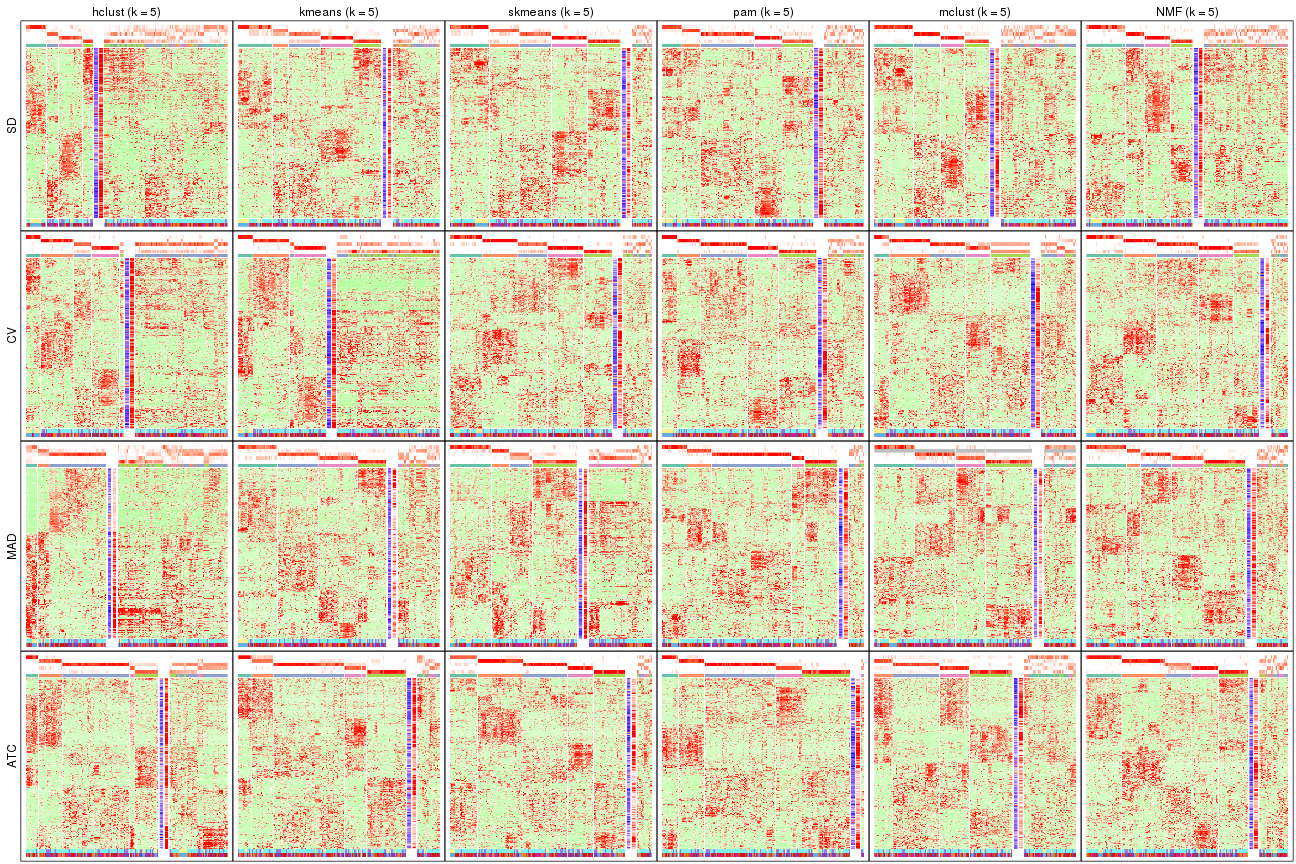 hclust (k = 5)
kmeans (k = 5)
skmeans (k = 5)
pam (k = 5)
mclust (k = 5)
NMF (k = 5)
SD
CV
MAD
ATC